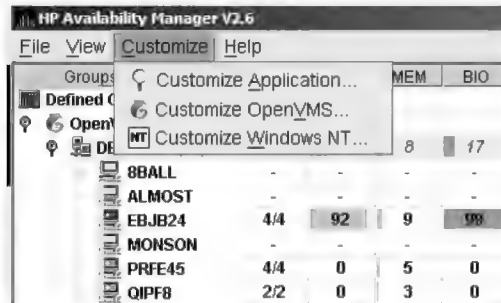 HP Availability Manager V2.6
File View Customize Help
Groups MEM BIO
Customize Application...
Defined
Customize OpenVMS...
NT Customize Windows NT...
8 17
8BALL - - - -
ALMOST - - - -
EBJB24 4/4 92 9 98
MONSON - - - -
PRFE45 4/4 0 5 0
QIPF8 2/2 0 3 0